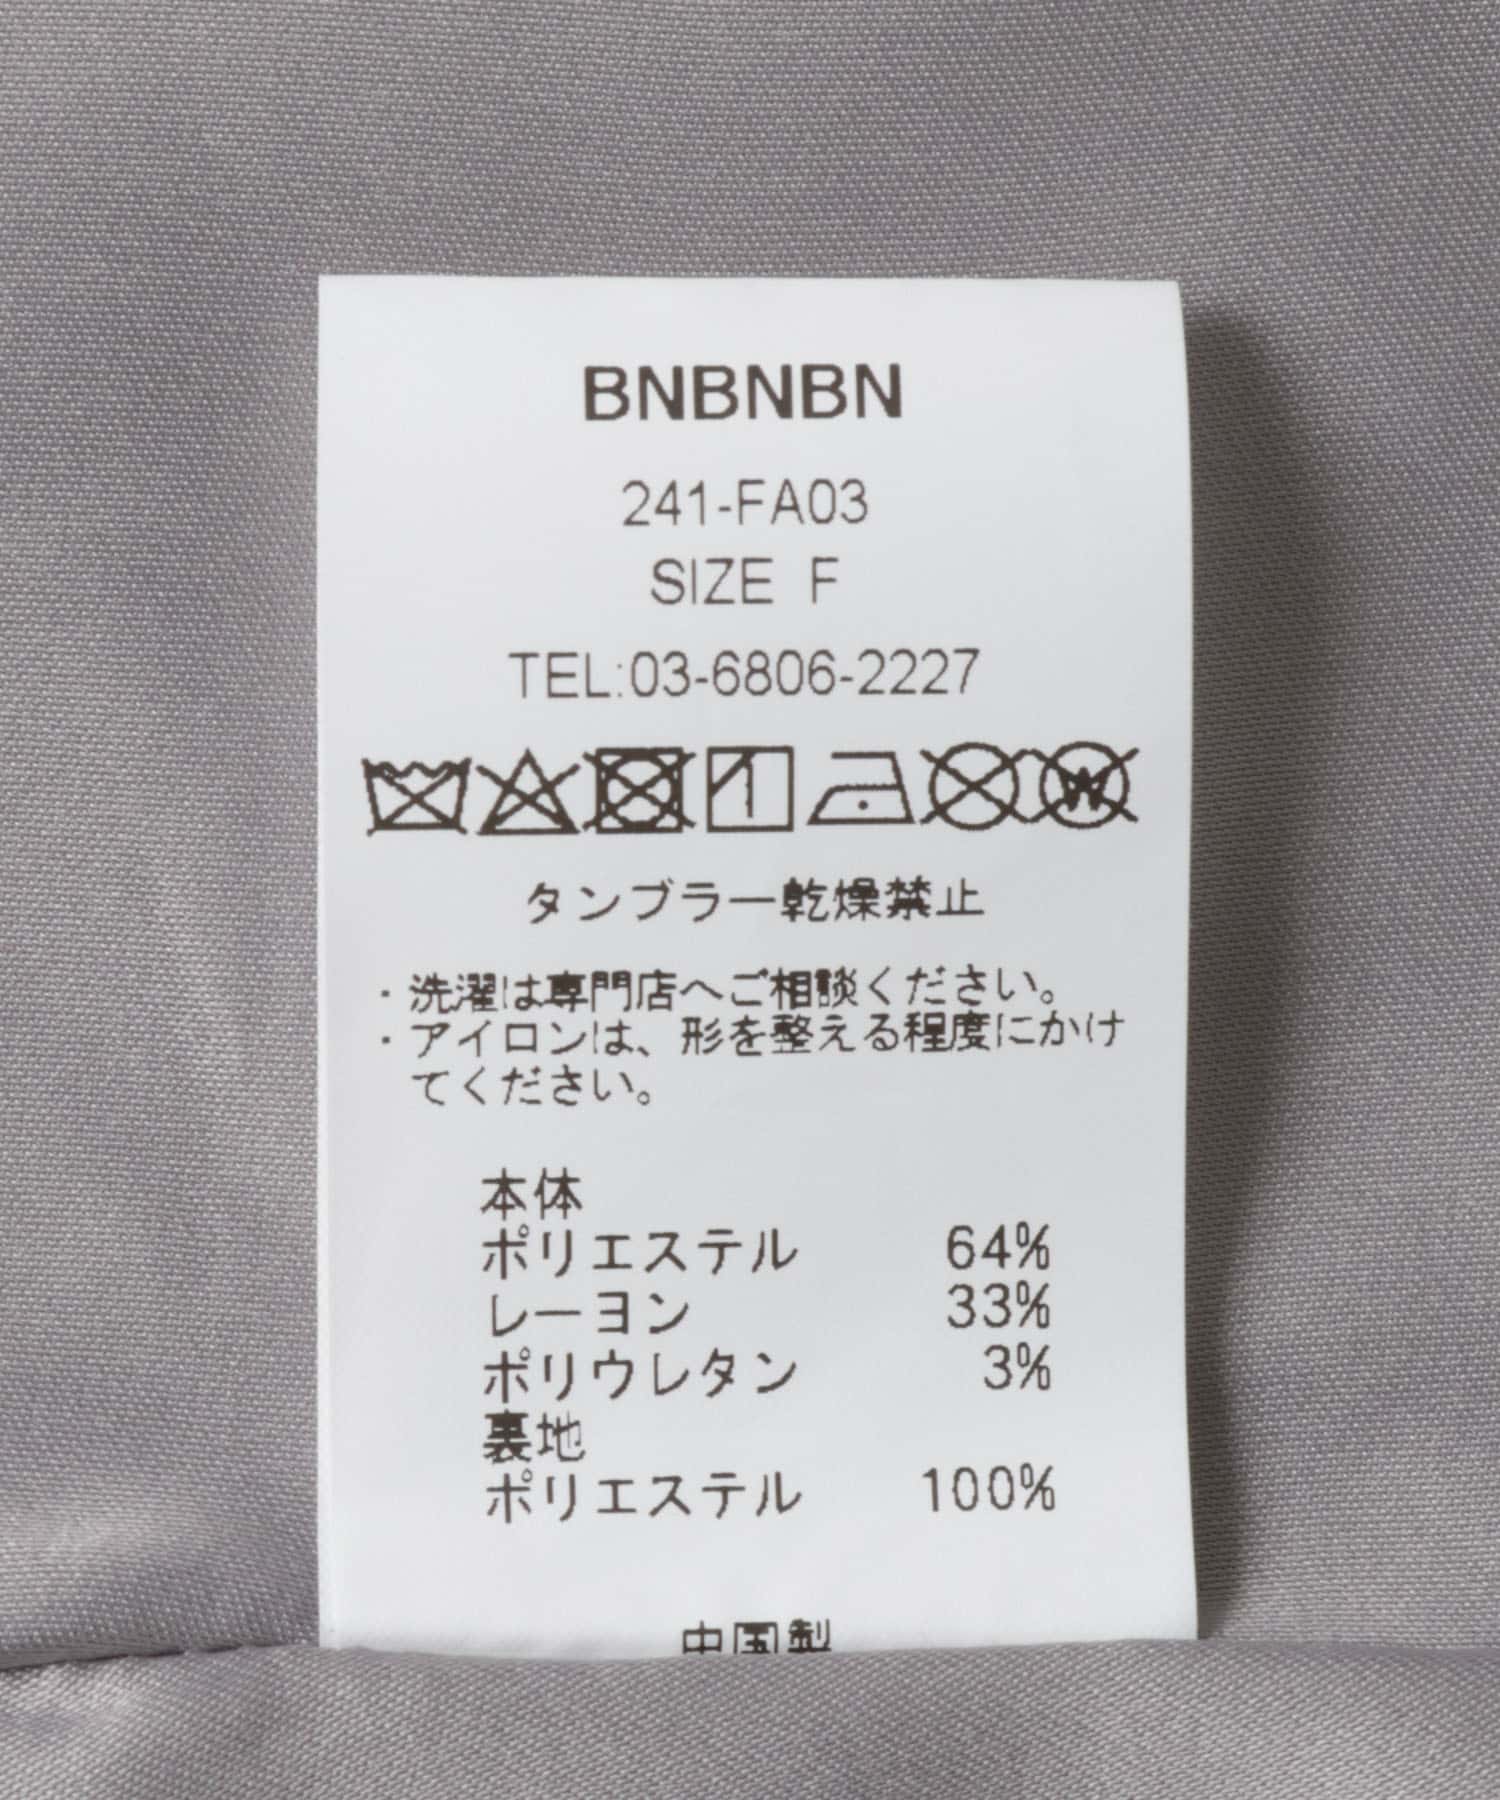 BNBNBN
241-FA03
SIZE F
TEL:03-6806-2227
タンブラー乾燥禁止
・洗濯は専門店へご相談ください。
・アイロンは、形を整える程度にかけ
てください。
本体
ポリエステル 64%
レーヨン 33%
ポリウレタン 3%
裏地
ポリエステル 100%
中国製